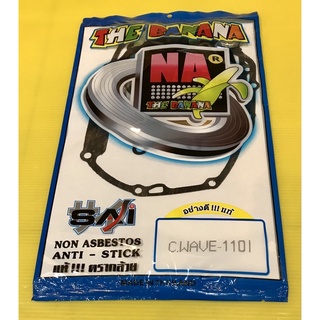 THE BANANA
NA®
THE BANANA
SAI
อย่างดี!!! แท้
C.WAVE-110I
NON ASBESTOS
ANTI - STICK
แท้!!! ตรากล้วย